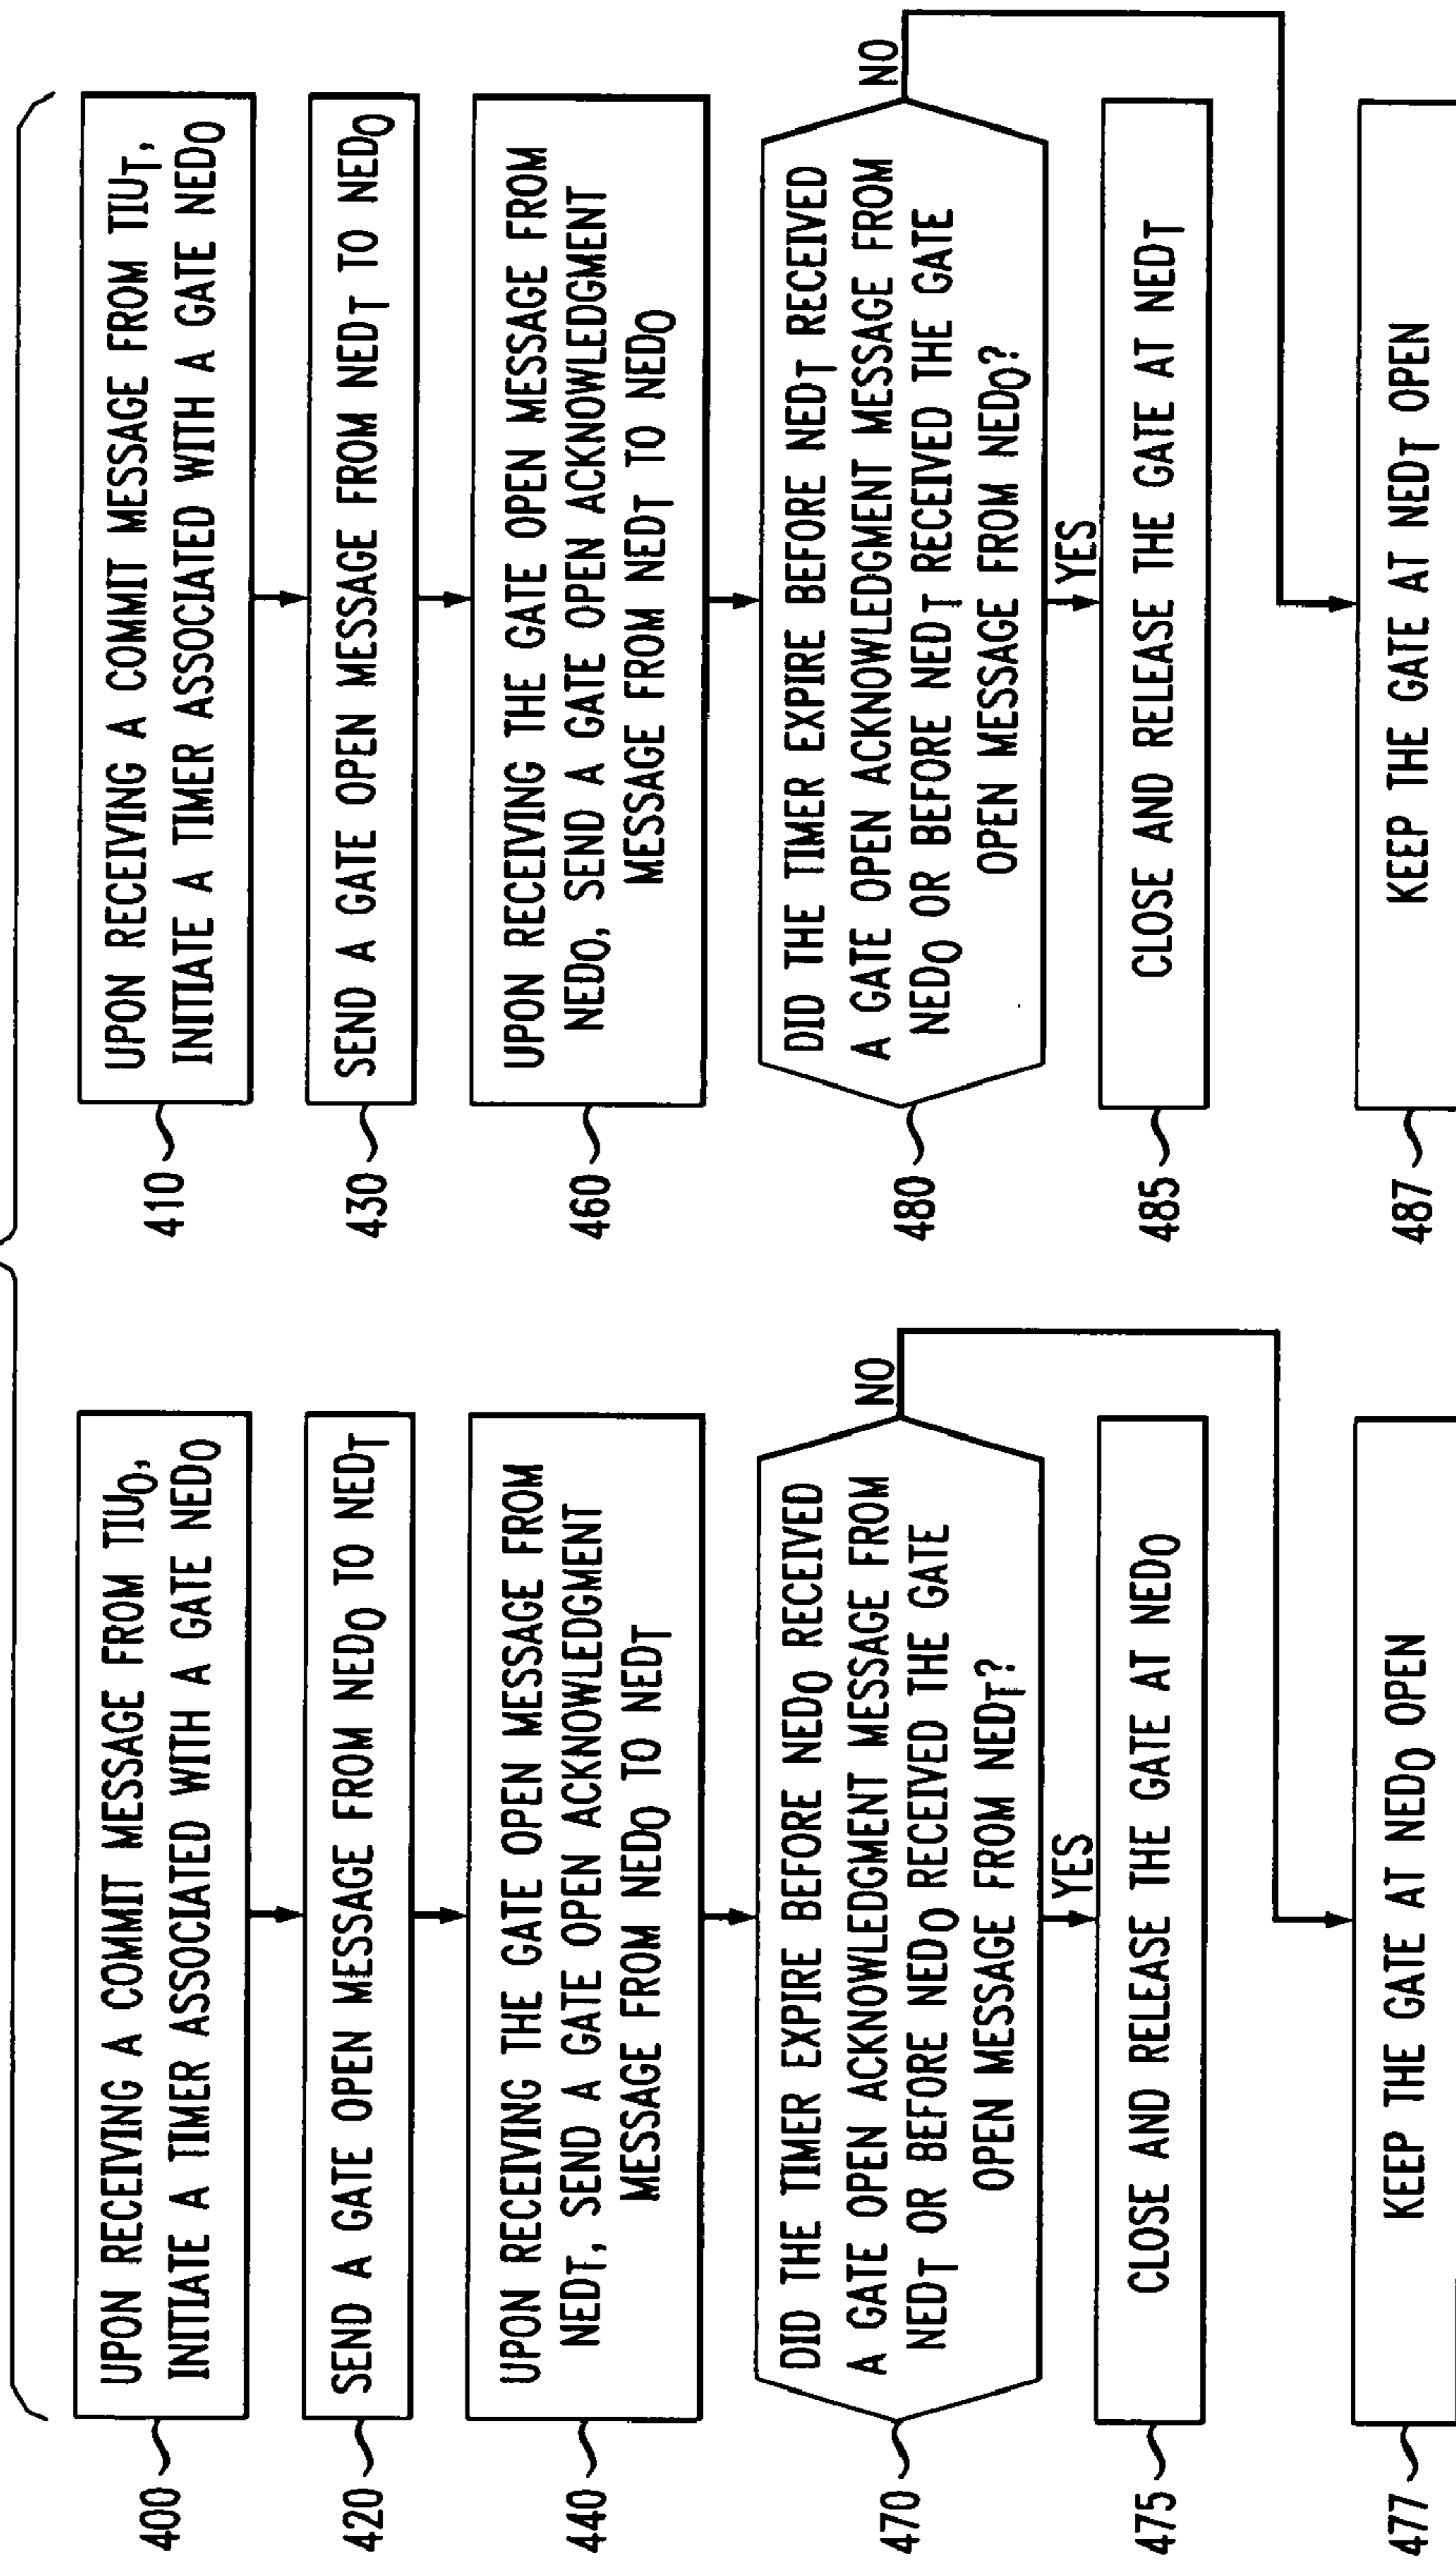 400
UPON RECEIVING A COMMIT MESSAGE FROM TIU_O,
INITIATE A TIMER ASSOCIATED WITH A GATE NED_O
420
SEND A GATE OPEN MESSAGE FROM NED_O TO NED_T
440
UPON RECEIVING THE GATE OPEN MESSAGE FROM
NED_T, SEND A GATE OPEN ACKNOWLEDGMENT
MESSAGE FROM NED_O TO NED_T
470
DID THE TIMER EXPIRE BEFORE NED_O RECEIVED
A GATE OPEN ACKNOWLEDGMENT MESSAGE FROM
NED_T OR BEFORE NED_O RECEIVED THE GATE
OPEN MESSAGE FROM NED_T?
NO
YES
475
CLOSE AND RELEASE THE GATE AT NED_O
477
KEEP THE GATE AT NED_O OPEN
410
UPON RECEIVING A COMMIT MESSAGE FROM TIU_T,
INITIATE A TIMER ASSOCIATED WITH A GATE NED_O
430
SEND A GATE OPEN MESSAGE FROM NED_T TO NED_O
460
UPON RECEIVING THE GATE OPEN MESSAGE FROM
NED_O, SEND A GATE OPEN ACKNOWLEDGMENT
MESSAGE FROM NED_T TO NED_O
480
DID THE TIMER EXPIRE BEFORE NED_T RECEIVED
A GATE OPEN ACKNOWLEDGMENT MESSAGE FROM
NED_O OR BEFORE NED_T RECEIVED THE GATE
OPEN MESSAGE FROM NED_O?
NO
YES
485
CLOSE AND RELEASE THE GATE AT NED_T
487
KEEP THE GATE AT NED_T OPEN